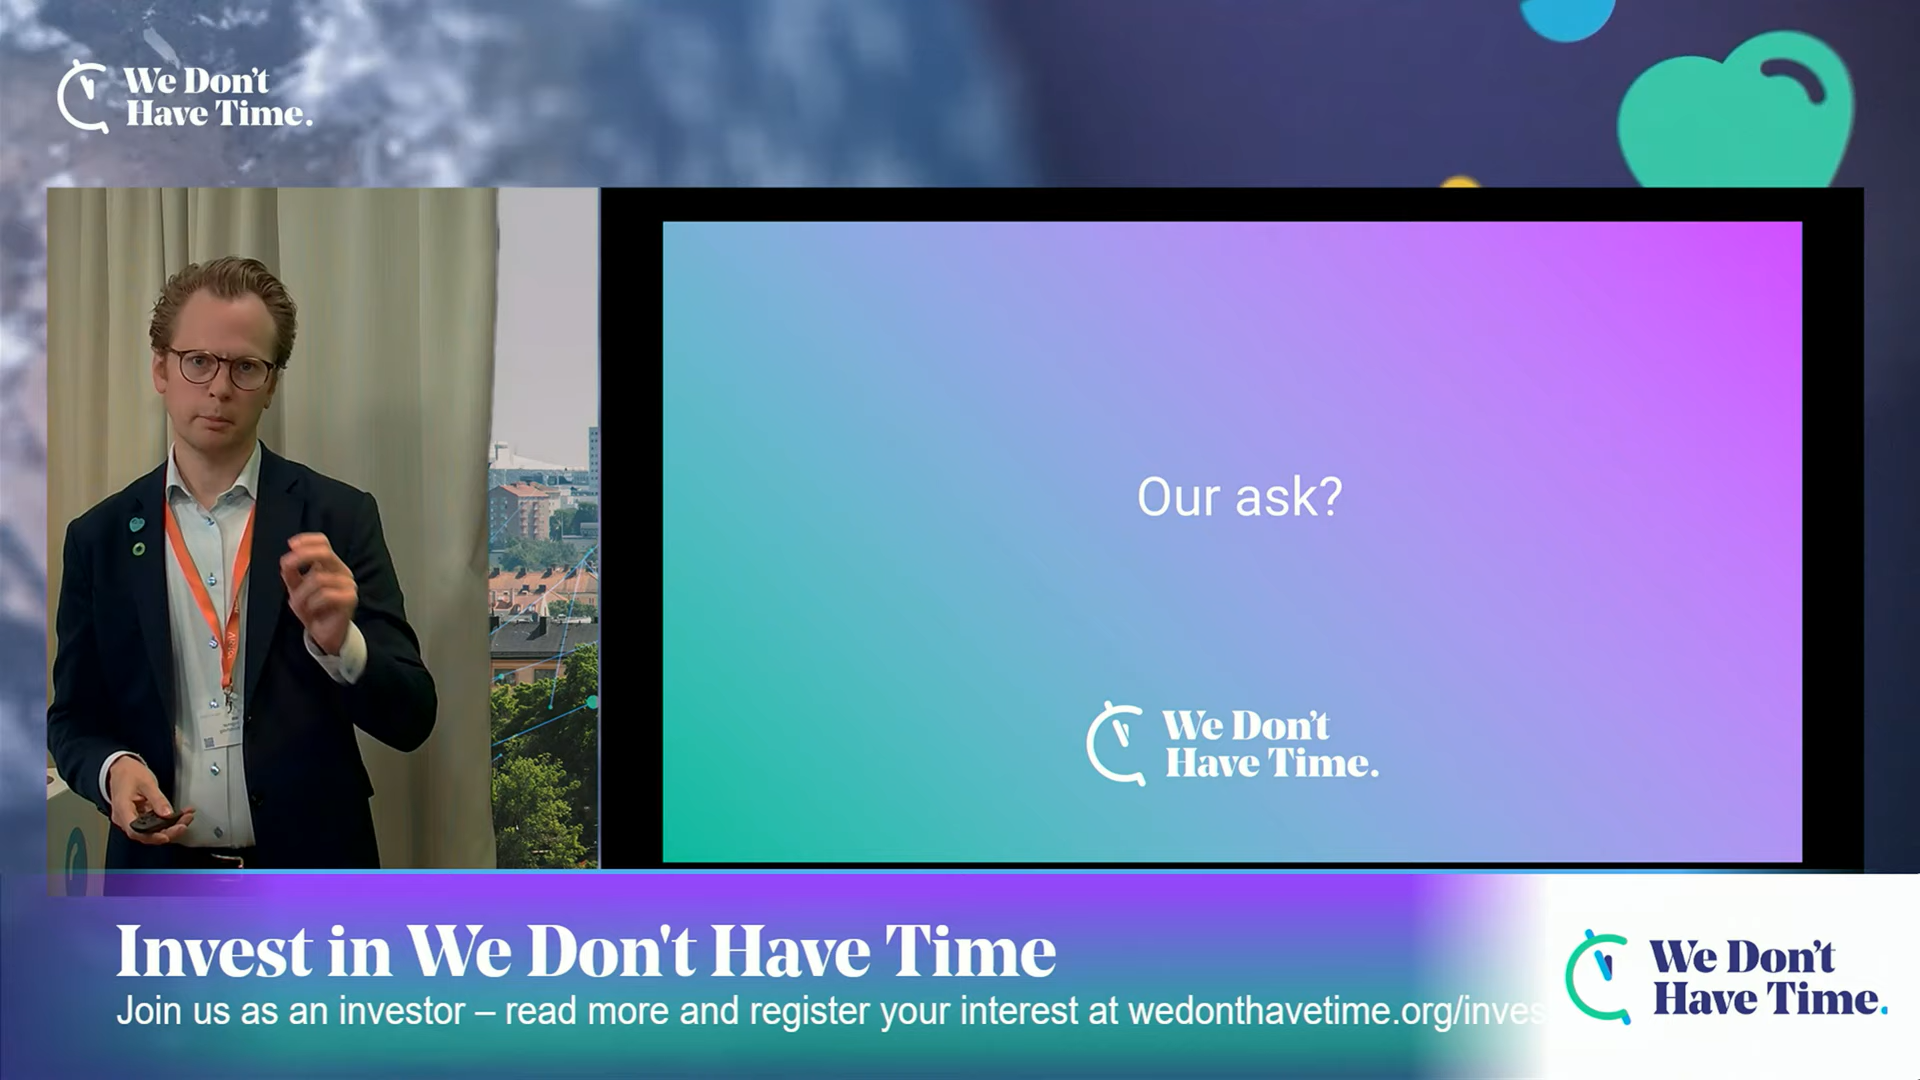 We Don't
Have Time.
Our ask?
We Don't
Have Time.
Invest in We Don't Have Time
Join us as an investor – read more and register your interest at wedonthavetime.org/inves
We Don't
Have Time.